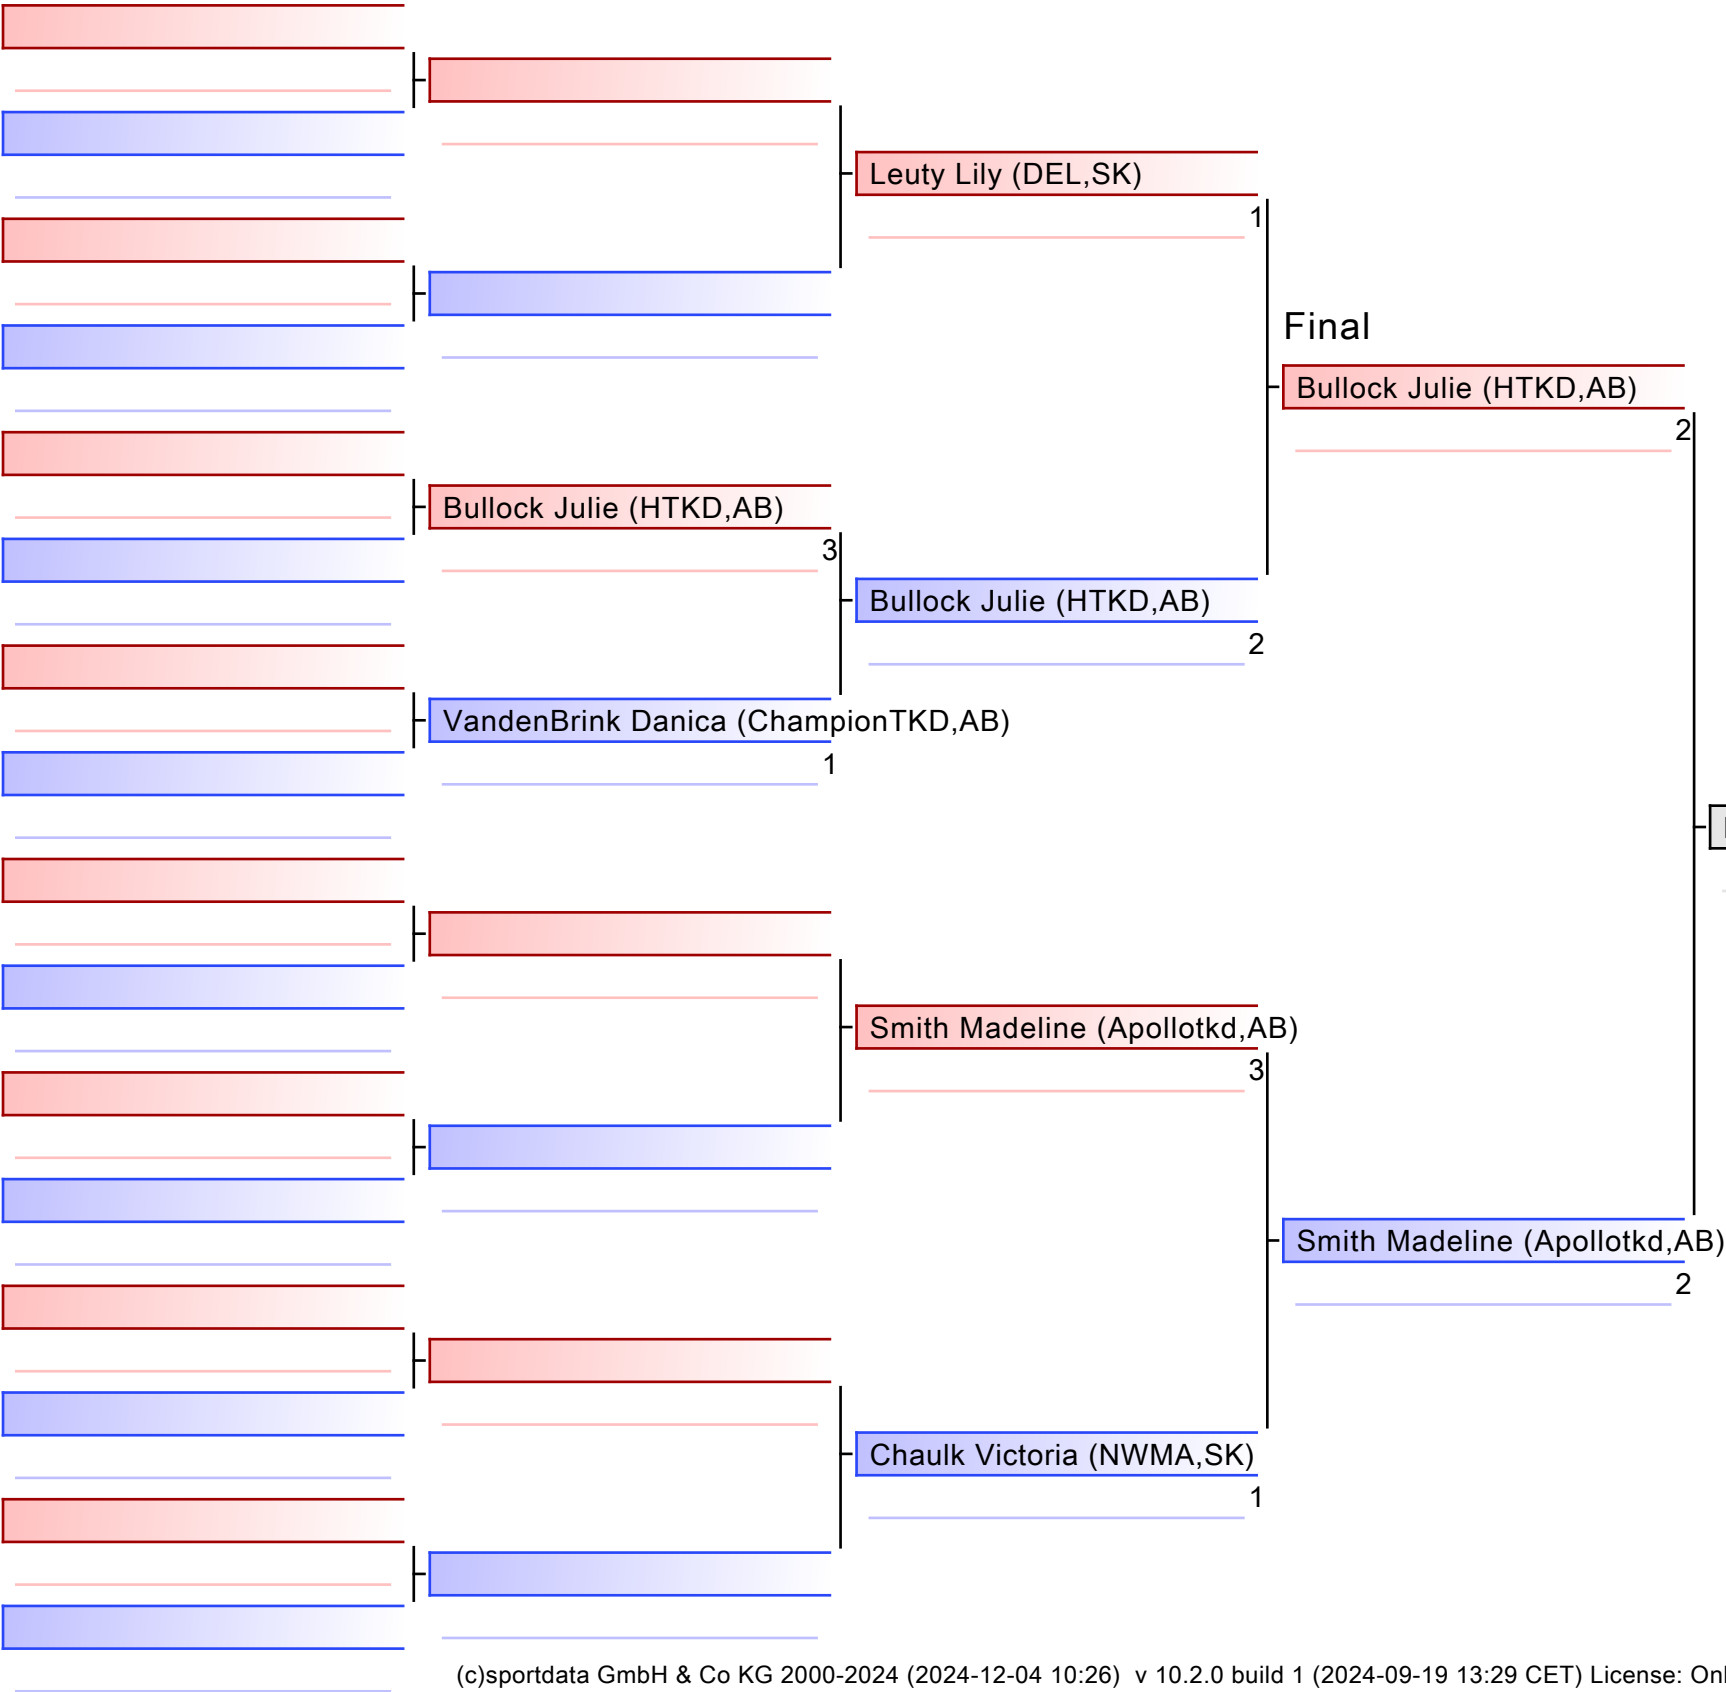 Leuty Lily (DEL,SK)
1
Final
Bullock Julie (HTKD,AB)
2
Bullock Julie (HTKD,AB)
3
Bullock Julie (HTKD,AB)
2
VandenBrink Danica (ChampionTKD,AB)
1
Smith Madeline (Apollotkd,AB)
3
Smith Madeline (Apollotkd,AB)
2
Chaulk Victoria (NWMA,SK)
1
(c)sportdata GmbH & Co KG 2000-2024 (2024-12-04 10:26) v 10.2.0 build 1 (2024-09-19 13:29 CET) License: